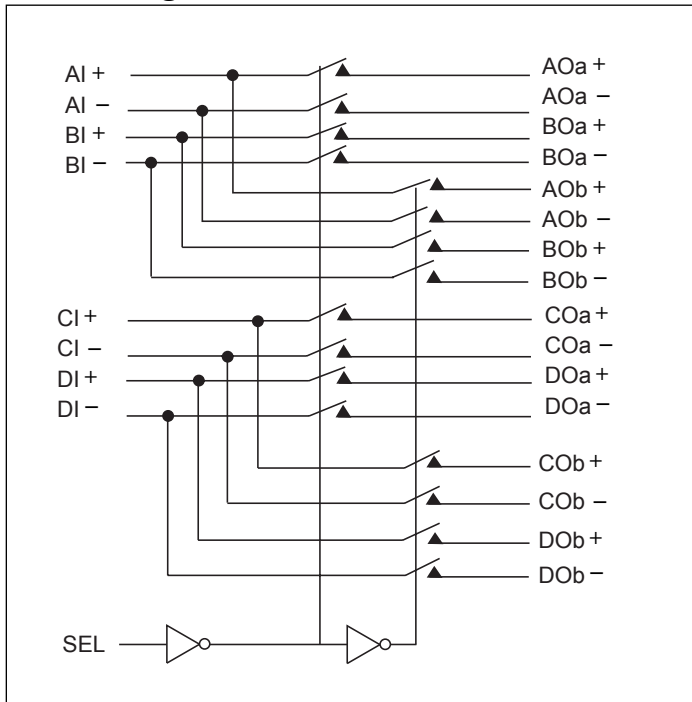 AI + AOa +
AI − AOa −
BI + BOa +
BI − BOa −
AOb +
AOb −
BOb +
BOb −
CI + COa +
CI − COa −
DI + DOa +
DI − DOa −
COb +
COb −
DOb +
DOb −
SEL